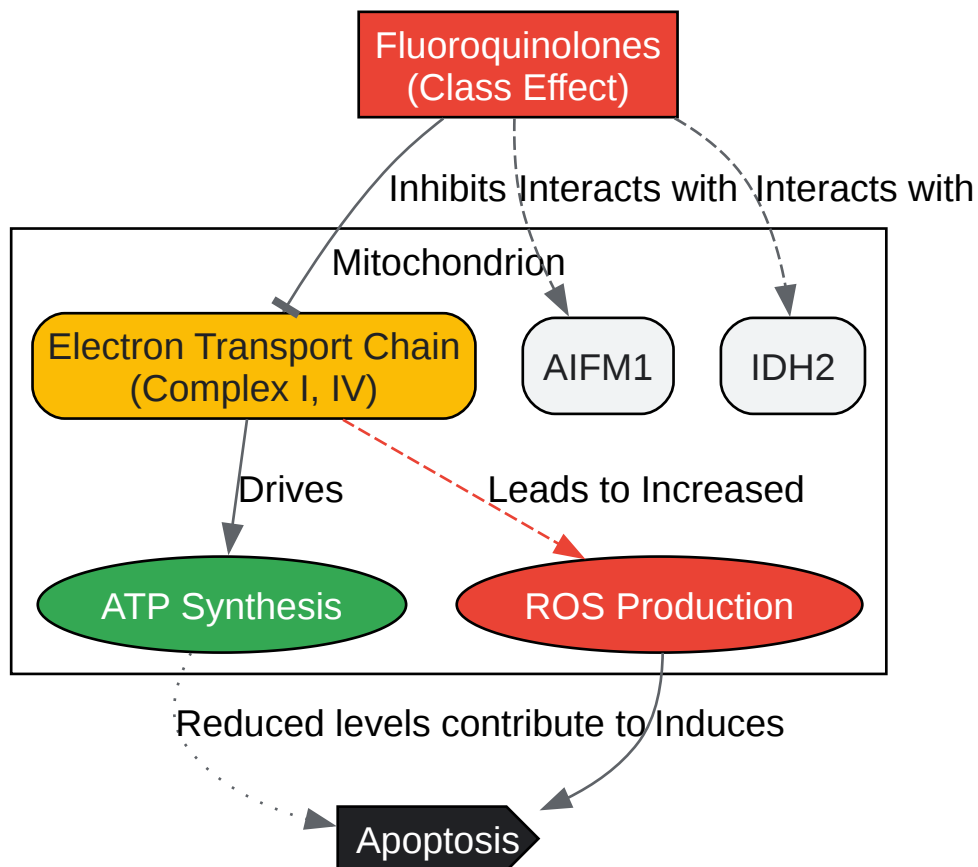 Fluoroquinolones
(Class Effect)
Inhibits Interacts with Interacts with
Mitochondrion
Electron Transport Chain
(Complex I, IV)
AIFM1
IDH2
Drives
Leads to Increased
ATP Synthesis
ROS Production
Reduced levels contribute to Induces
Apoptosis